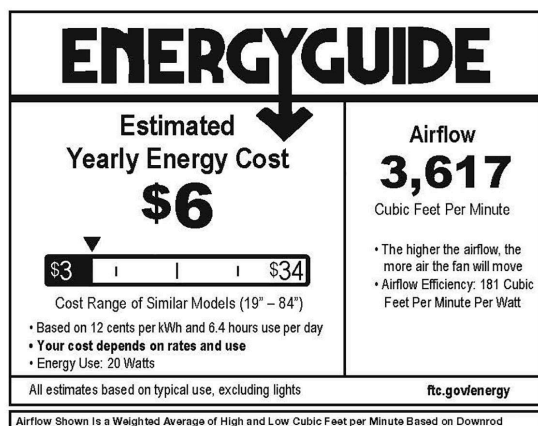 ENERGYGUIDE
Estimated
Yearly Energy Cost
$6
$3
$34
Cost Range of Similar Models (19” – 84”)
• Based on 12 cents per kWh and 6.4 hours use per day
• Your cost depends on rates and use
• Energy Use: 20 Watts
Airflow
3,617
Cubic Feet Per Minute
• The higher the airflow, the
more air the fan will move
• Airflow Efficiency: 181 Cubic
Feet Per Minute Per Watt
All estimates based on typical use, excluding lights
ftc.gov/energy
Airflow Shown Is a Weighted Average of High and Low Cubic Feet per Minute Based on Downrod